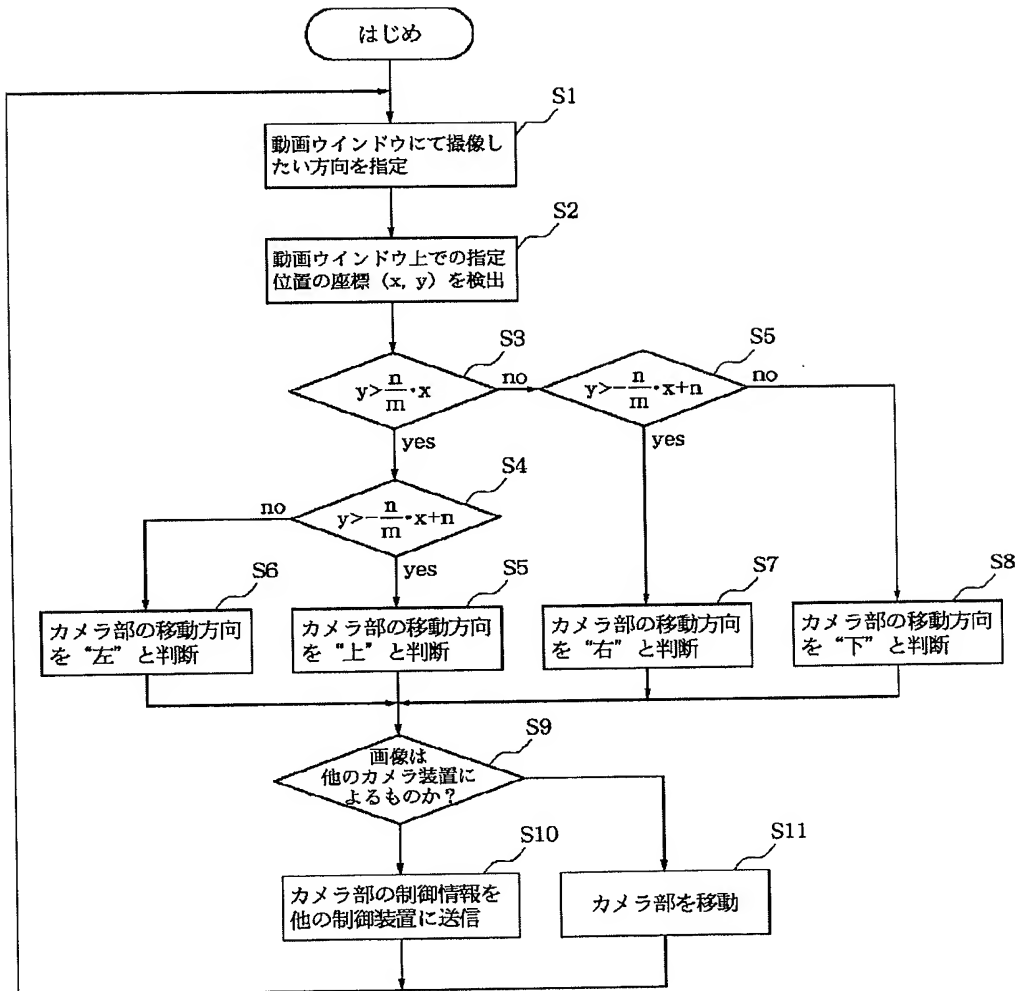 はじめ
S1
動画ウインドウにて撮像し
たい方向を指定
S2
動画ウインドウ上での指定
位置の座標（x, y）を検出
S3
y>n/m・x
no
yes
S5
y>-n/m・x+n
no
yes
S4
y>-n/m・x+n
no
yes
S6
カメラ部の移動方向
を“左”と判断
S5
カメラ部の移動方向
を“上”と判断
S7
カメラ部の移動方向
を“右”と判断
S8
カメラ部の移動方向
を“下”と判断
S9
画像は
他のカメラ装置に
よるものか？
S10
カメラ部の制御情報を
他の制御装置に送信
S11
カメラ部を移動